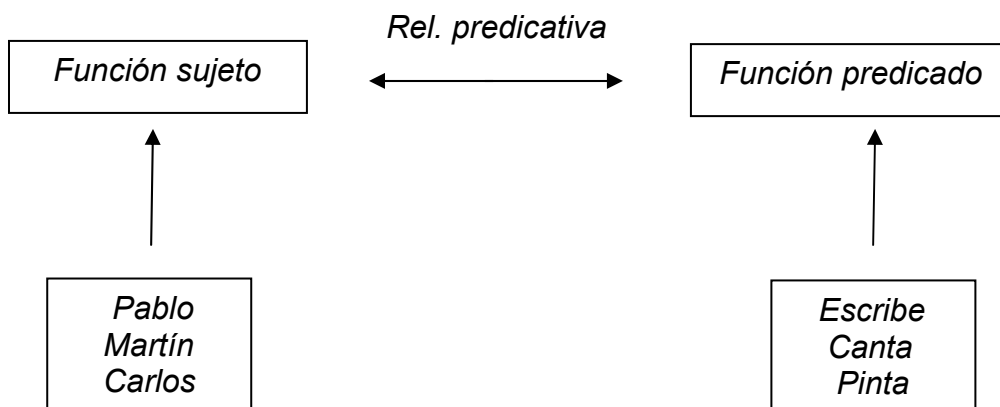 Rel. predicativa
Función sujeto
Función predicado
Pablo
Martín
Carlos
Escribe
Canta
Pinta